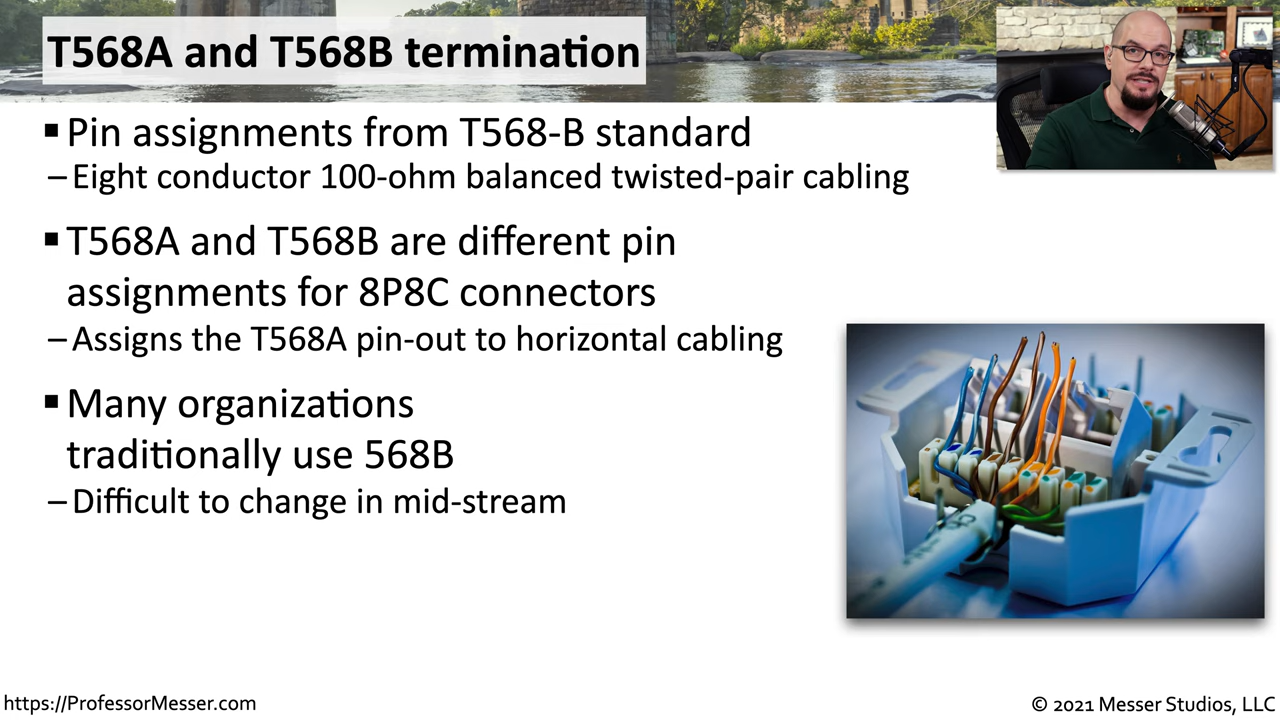 T568A and T568B termination
▪ Pin assignments from T568-B standard
– Eight conductor 100-ohm balanced twisted-pair cabling
▪ T568A and T568B are different pin
assignments for 8P8C connectors
– Assigns the T568A pin-out to horizontal cabling
▪ Many organizations
traditionally use 568B
– Difficult to change in mid-stream
https://ProfessorMesser.com
© 2021 Messer Studios, LLC